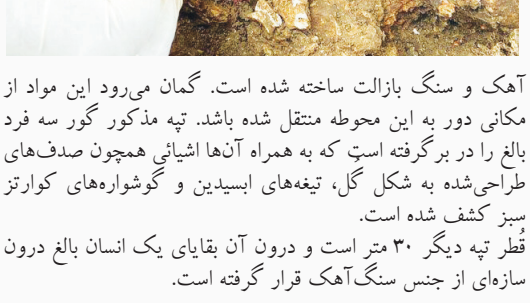 آهک و سنگ بازالت ساخته شده است. گمان می‌رود این مواد از
مکانی دور به این محوطه منتقل شده باشد. تپه مذکور گور سه فرد
بالغ را در برگرفته است که به همراه آن‌ها اشیائی همچون صدف‌های
طراحی‌شده به شکل گُل، تیغه‌های ابسیدین و گوشواره‌های کوارتز
سبز کشف شده است.
قُطر تپه دیگر ۳۰ متر است و درون آن بقایای یک انسان بالغ درون
سازه‌ای از جنس سنگ‌آهک قرار گرفته است.